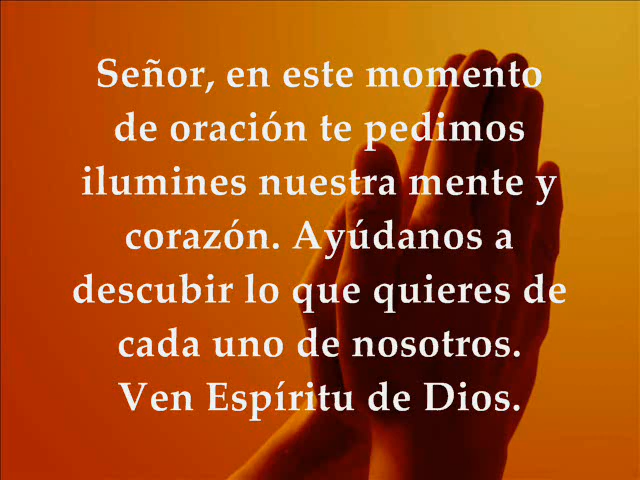 Señor, en este momento
de oración te pedimos
ilumines nuestra mente y
corazón. Ayúdanos a
descubrir lo que quieres de
cada uno de nosotros.
Ven Espíritu de Dios.